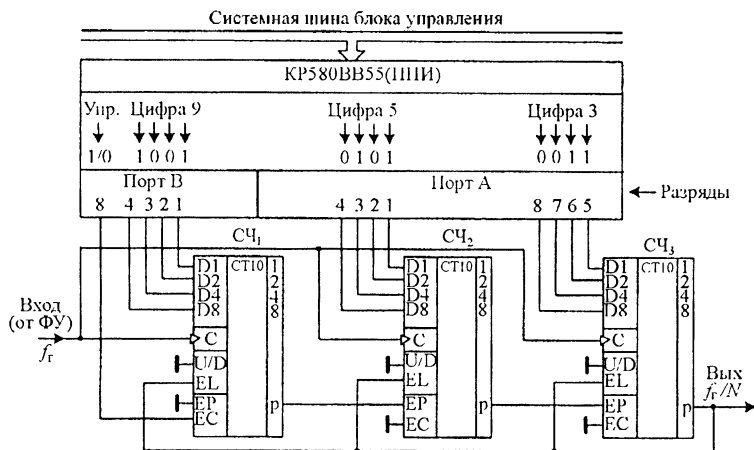 Системная шина блока управления
КР580ВВ55(ППИ)
Упр. Цифра 9 Цифра 5 Цифра 3
1/0 1 0 0 1 0 1 0 1 0 0 1 1
Порт В Порт А
8 4 3 2 1 4 3 2 1 8 7 6 5
Разряды
СЧ1 СЧ2 СЧ3
D1 CT10 1 D1 CT10 1 D1 CT10 1
D2 2 D2 2 D2 2
D4 4 D4 4 D4 4
D8 8 D8 8 D8 8
Вход
(от ФУ)
fг
C C C
U/D U/D U/D
EL EL EL
EP p EP p EP p
EC EC EC
Вых
fг/N